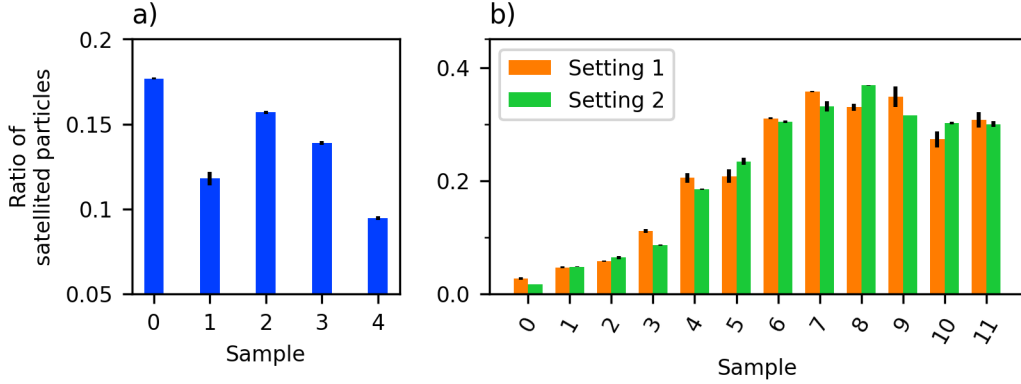 a)
Ratio of
satellited particles
0.2
0.15
0.1
0.05
0 1 2 3 4
Sample
b)
Setting 1
Setting 2
0.4
0.2
0.0
0 1 2 3 4 5 6 7 8 9 10 11
Sample